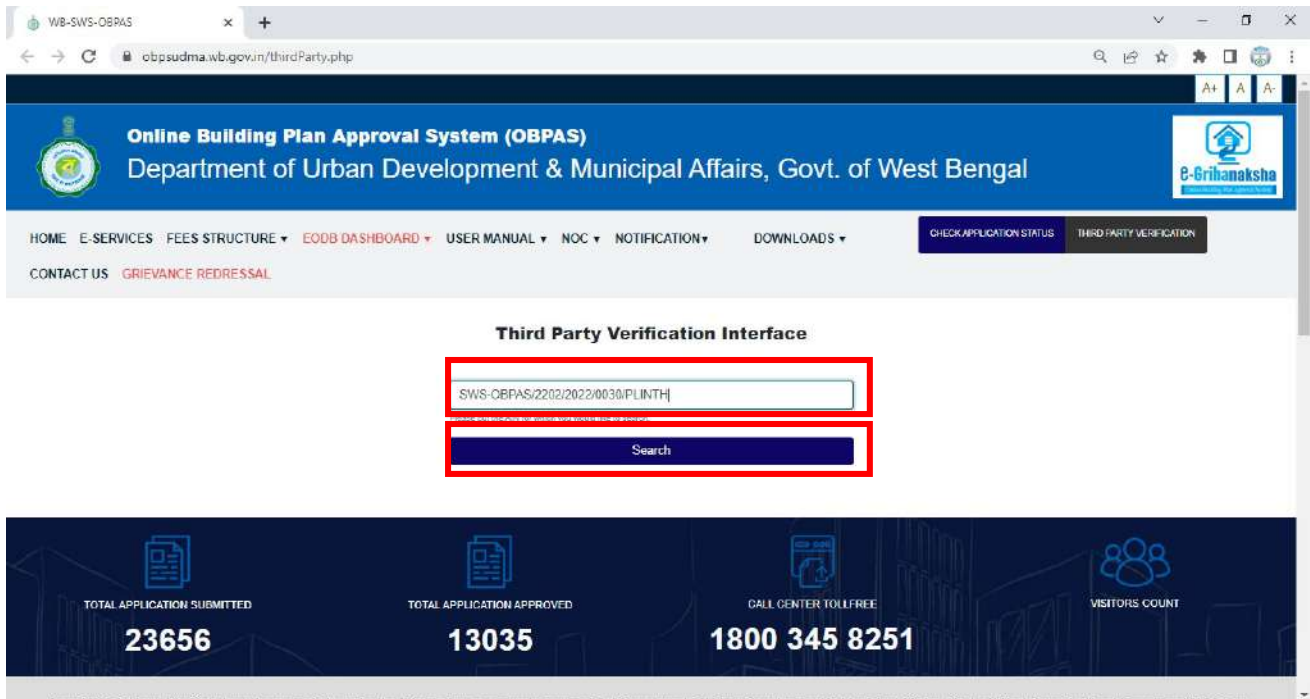 WB-SWS-OBPAS
obpsudma.wb.gov.in/thirdParty.php
A+ A A-
Online Building Plan Approval System (OBPAS)
Department of Urban Development & Municipal Affairs, Govt. of West Bengal
e-Grihanaksha
HOME E-SERVICES FEES STRUCTURE EODB DASHBOARD USER MANUAL NOC NOTIFICATION DOWNLOADS CHECK APPLICATION STATUS THIRD PARTY VERIFICATION
CONTACT US GRIEVANCE REDRESSAL
Third Party Verification Interface
SWS-OBPAS/2202/2022/0030/PLINTH
Search
TOTAL APPLICATION SUBMITTED TOTAL APPLICATION APPROVED CALL CENTER TOLLFREE VISITORS COUNT
23656 13035 1800 345 8251